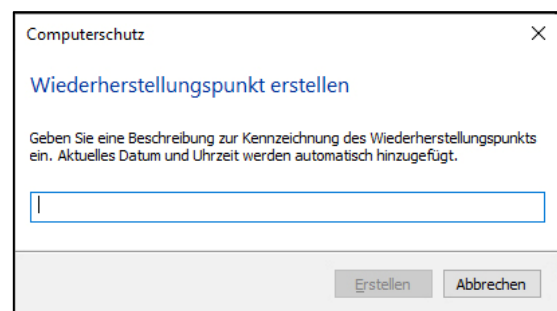 Computerschutz
Wiederherstellungspunkt erstellen
Geben Sie eine Beschreibung zur Kennzeichnung des Wiederherstellungspunkts
ein. Aktuelles Datum und Uhrzeit werden automatisch hinzugefügt.
Erstellen Abbrechen